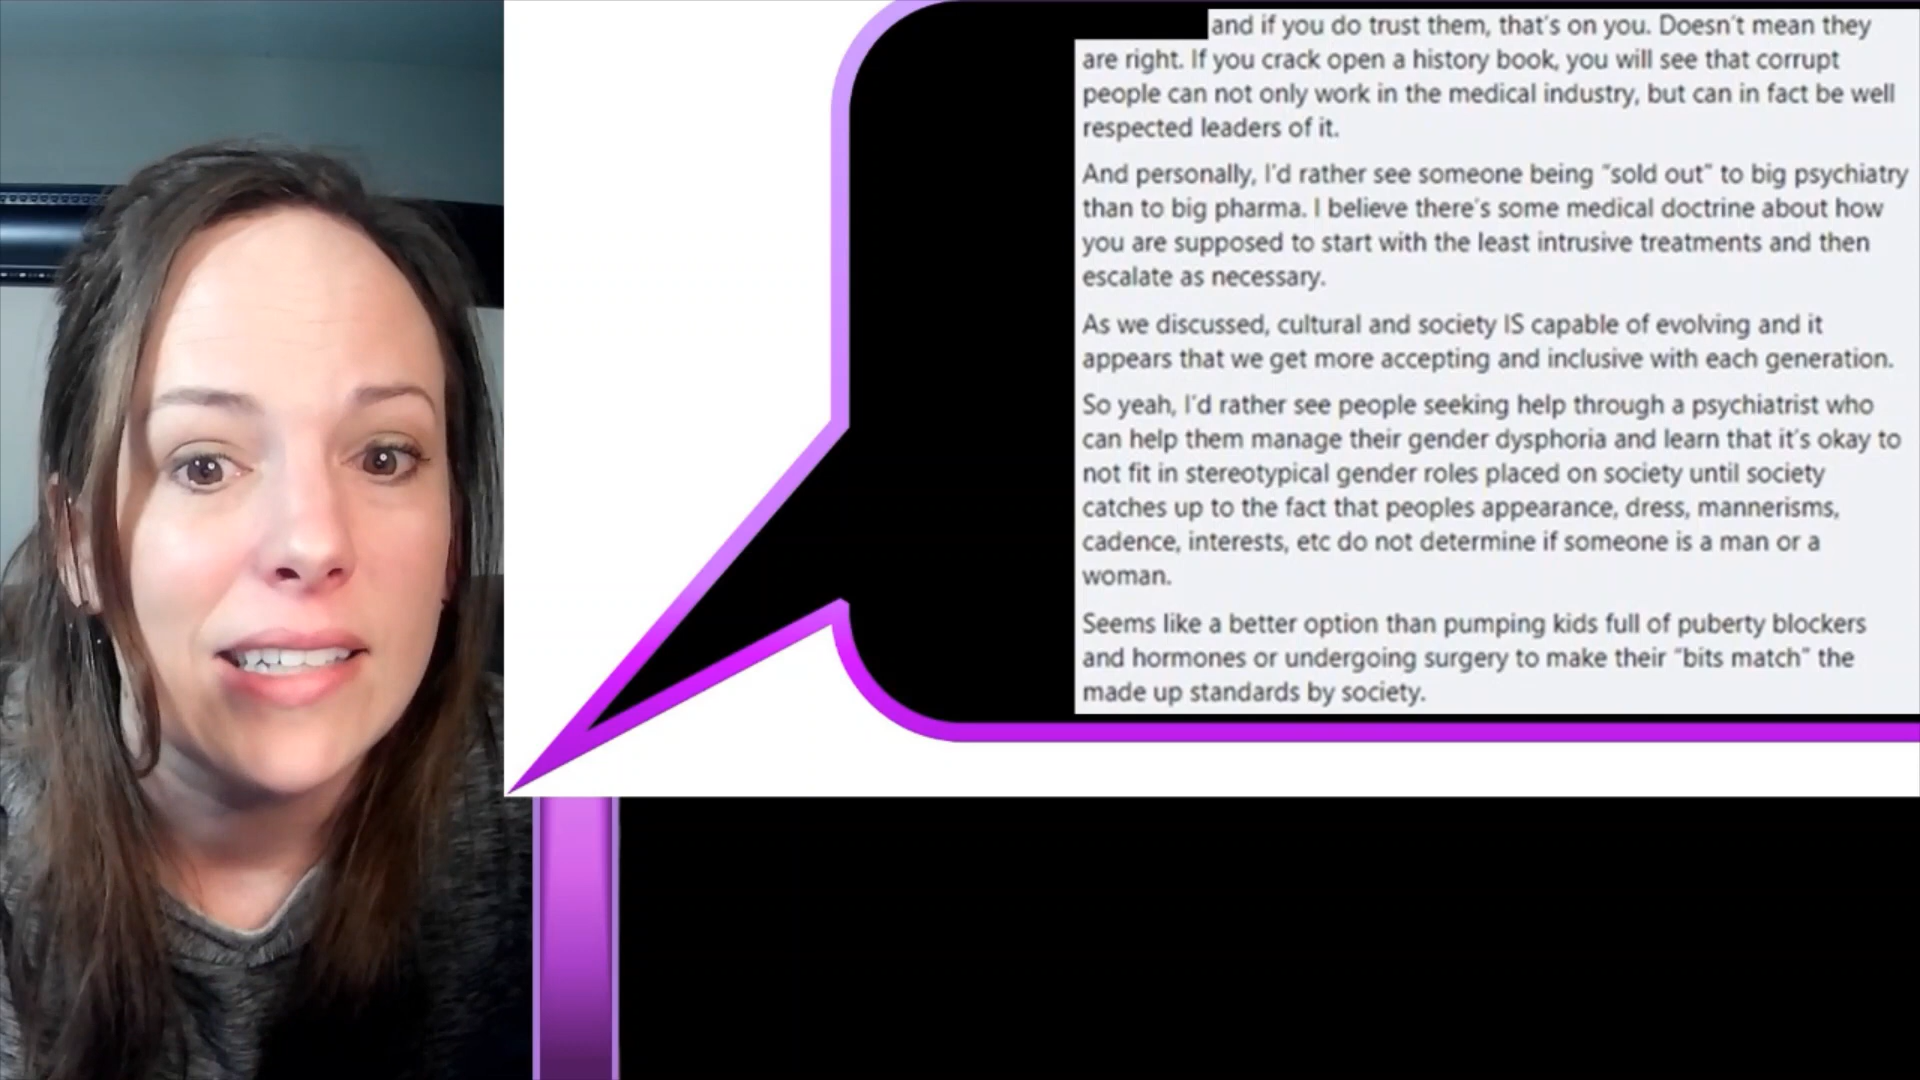 and if you do trust them, that's on you. Doesn't mean they
are right. If you crack open a history book, you will see that corrupt
people can not only work in the medical industry, but can in fact be well
respected leaders of it.
And personally, I'd rather see someone being "sold out" to big psychiatry
than to big pharma. I believe there's some medical doctrine about how
you are supposed to start with the least intrusive treatments and then
escalate as necessary.
As we discussed, cultural and society IS capable of evolving and it
appears that we get more accepting and inclusive with each generation.
So yeah, I'd rather see people seeking help through a psychiatrist who
can help them manage their gender dysphoria and learn that it's okay to
not fit in stereotypical gender roles placed on society until society
catches up to the fact that peoples appearance, dress, mannerisms,
cadence, interests, etc do not determine if someone is a man or a
woman.
Seems like a better option than pumping kids full of puberty blockers
and hormones or undergoing surgery to make their "bits match" the
made up standards by society.